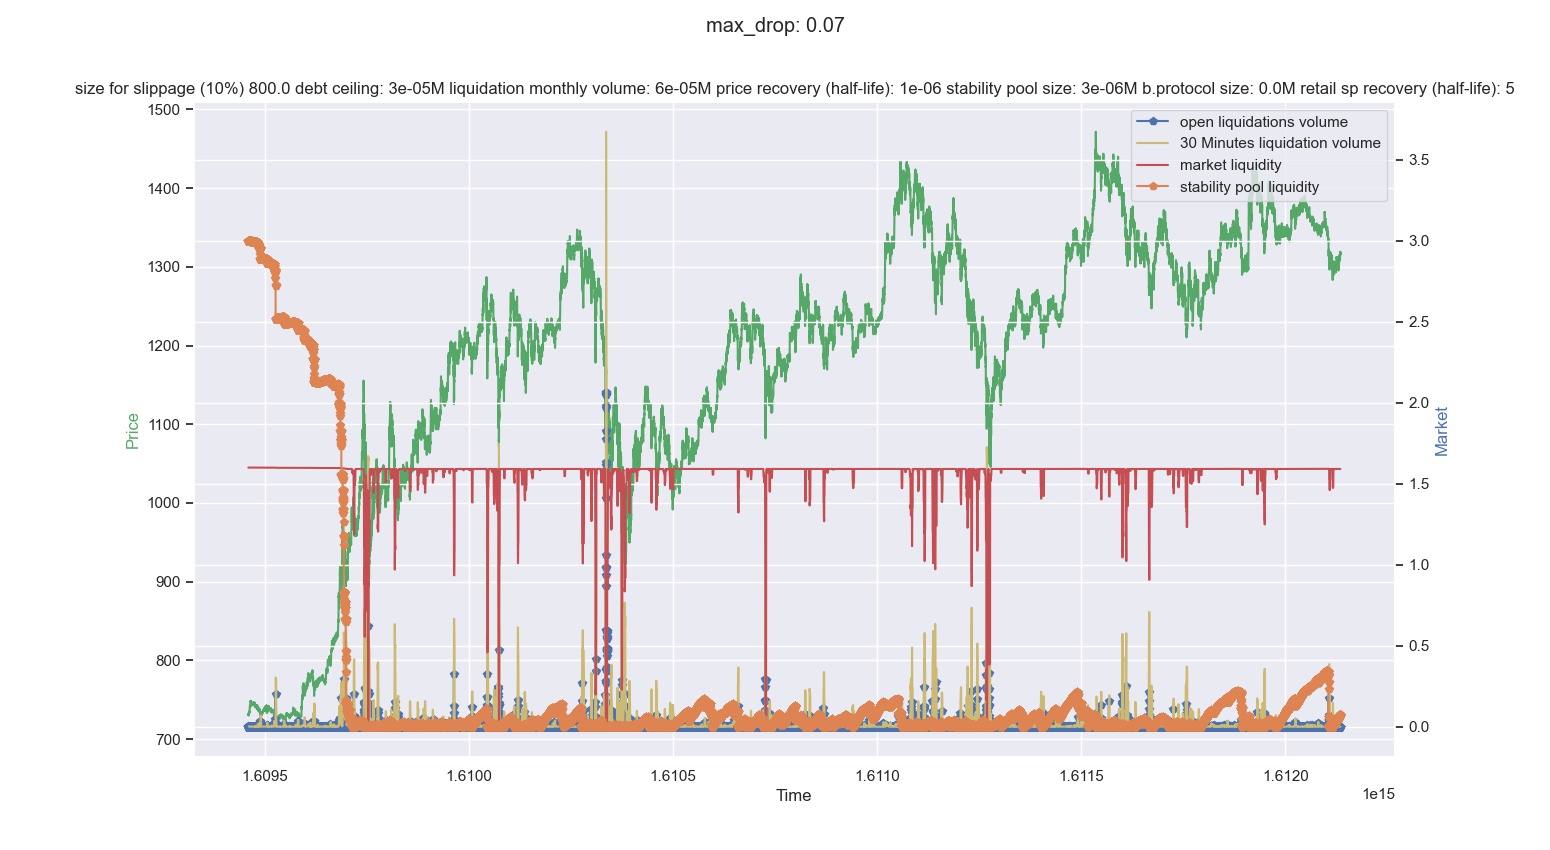 max_drop: 0.07
size for slippage (10%) 800.0 debt ceiling: 3e-05M liquidation monthly volume: 6e-05M price recovery (half-life): 1e-06 stability pool size: 3e-06M b.protocol size: 0.0M retail sp recovery (half-life): 5
open liquidations volume
30 Minutes liquidation volume
market liquidity
stability pool liquidity
1500
1400
1300
1200
1100
1000
900
800
700
Price
3.5
3.0
2.5
2.0
1.5
1.0
0.5
0.0
Market
1.6095 1.6100 1.6105 1.6110 1.6115 1.6120
Time
1e15